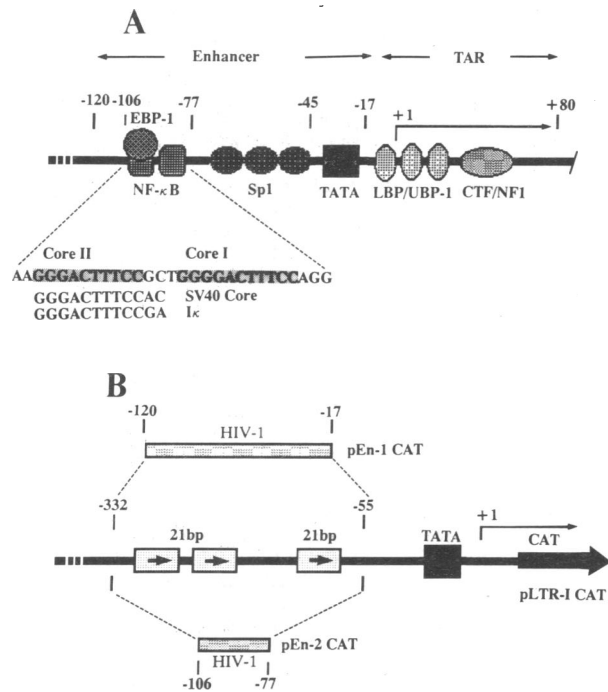 A
Enhancer TAR
-120 -106 -77 -45 -17 +1 +80
EBP-1
NF-κB Sp1 TATA LBP/UBP-1 CTF/NF1
Core II Core I
AAGGGACTTTCCGCTGGGGACTTTCCAGG
GGGACTTTCCAC SV40 Core
GGGACTTTCCGA Iκ
B
-120 -17
HIV-1 pEn-1 CAT
-332 -55
21bp 21bp TATA +1 CAT
pLTR-I CAT
HIV-1 pEn-2 CAT
-106 -77